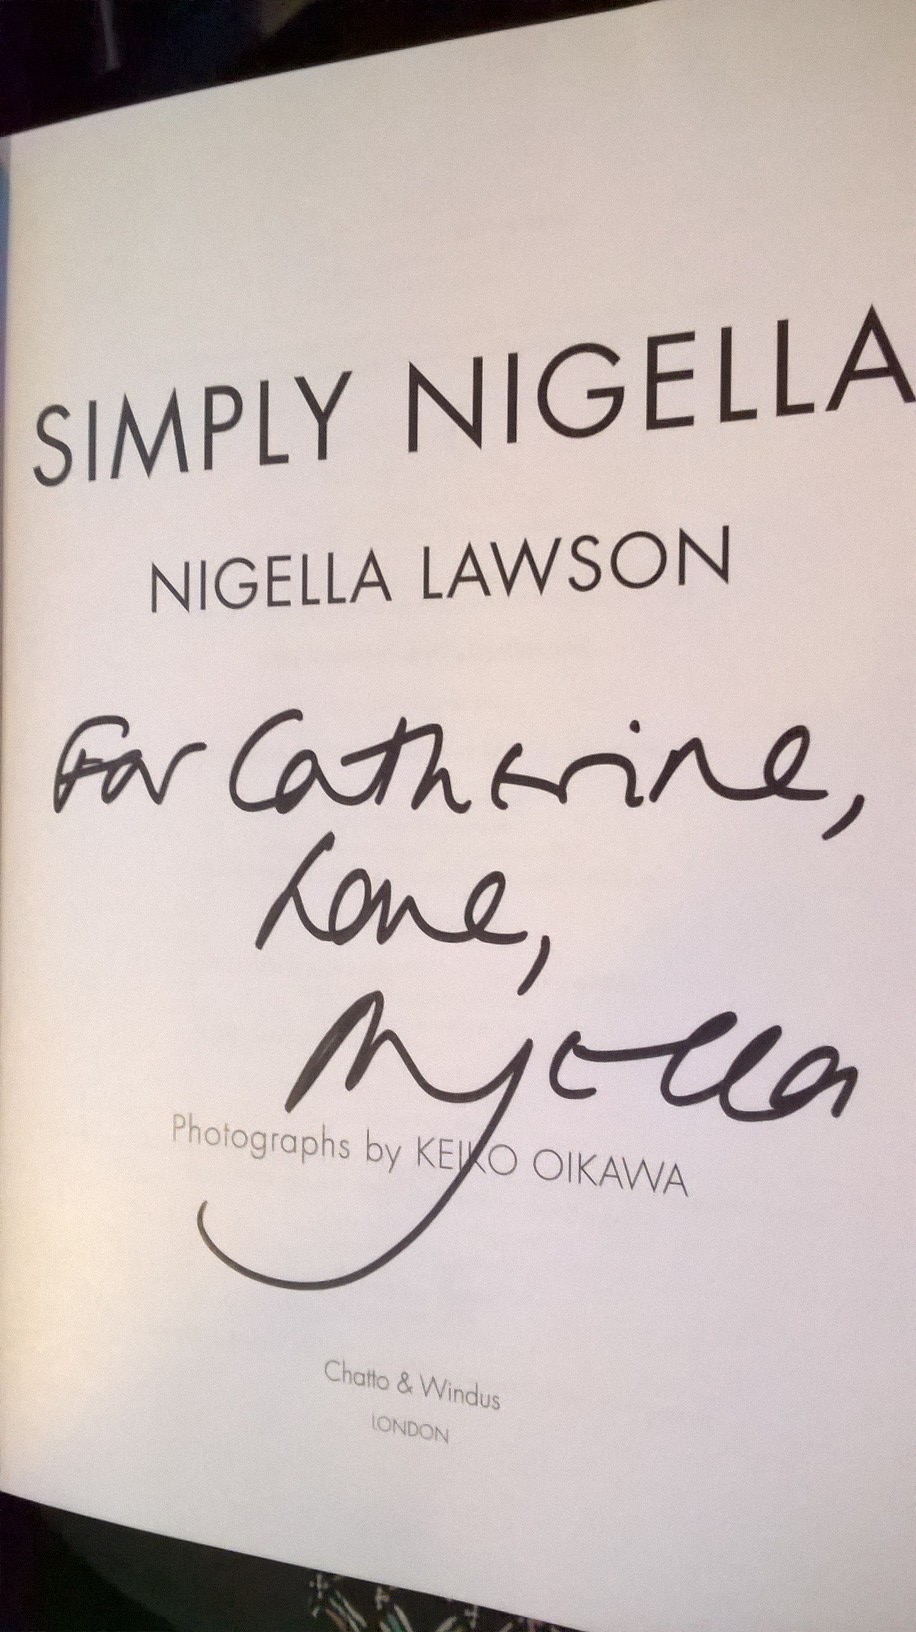 SIMPLY NIGELLA
NIGELLA LAWSON
For Catherine,
Love,
Nigella
Photographs by KEIKO OIKAWA
Chatto & Windus
LONDON